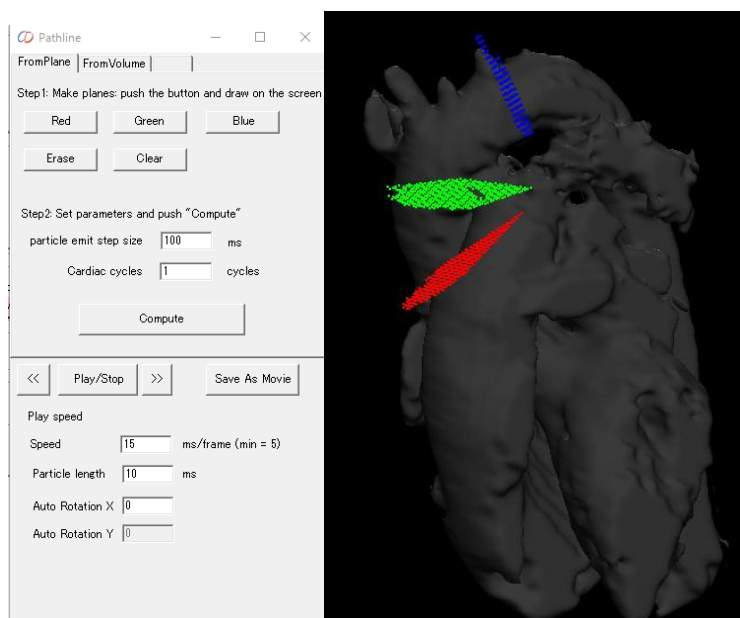 Pathline
FromPlane FromVolume
Step1: Make planes: push the button and draw on the screen
Red Green Blue
Erase Clear
Step2: Set parameters and push "Compute"
particle emit step size 100 ms
Cardiac cycles 1 cycles
Compute
<< Play/Stop >> Save As Movie
Play speed
Speed 15 ms/frame (min = 5)
Particle length 10 ms
Auto Rotation X 0
Auto Rotation Y 0